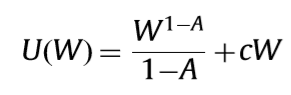 U(W) = W^{1−A} / (1−A) + cW